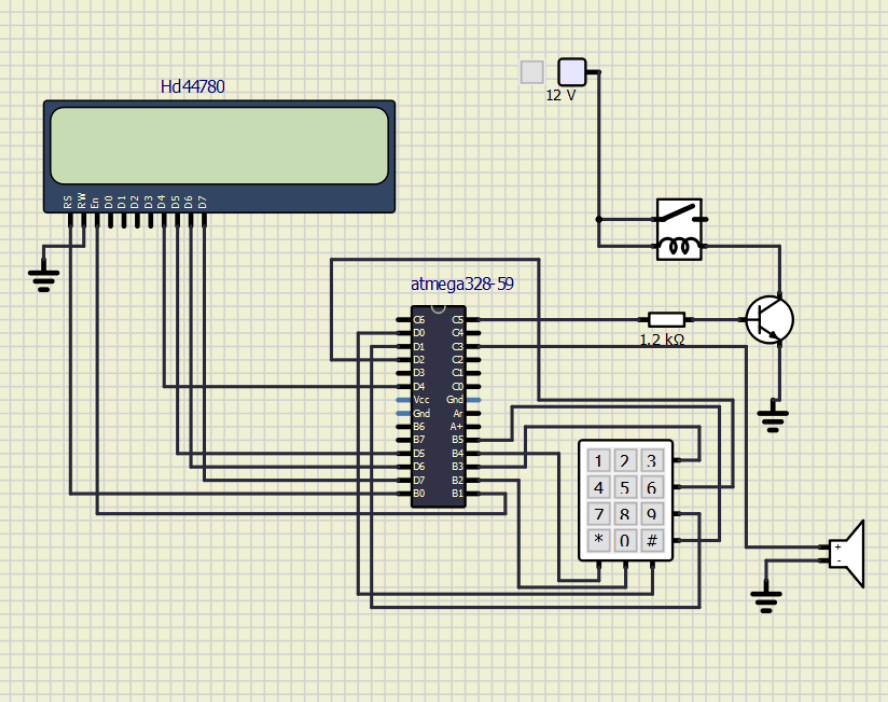 Hd44780
12 V
RS RW En D0 D1 D2 D3 D4 D5 D6 D7
atmega328-59
C6 C5
D0 C4
D1 C3
D2 C2
D3 C1
D4 C0
Vcc Gnd
Gnd Ar
B6 A+
B7 B5
D5 B4
D6 B3
D7 B2
B0 B1
1.2 kΩ
1 2 3
4 5 6
7 8 9
* 0 #
+
-